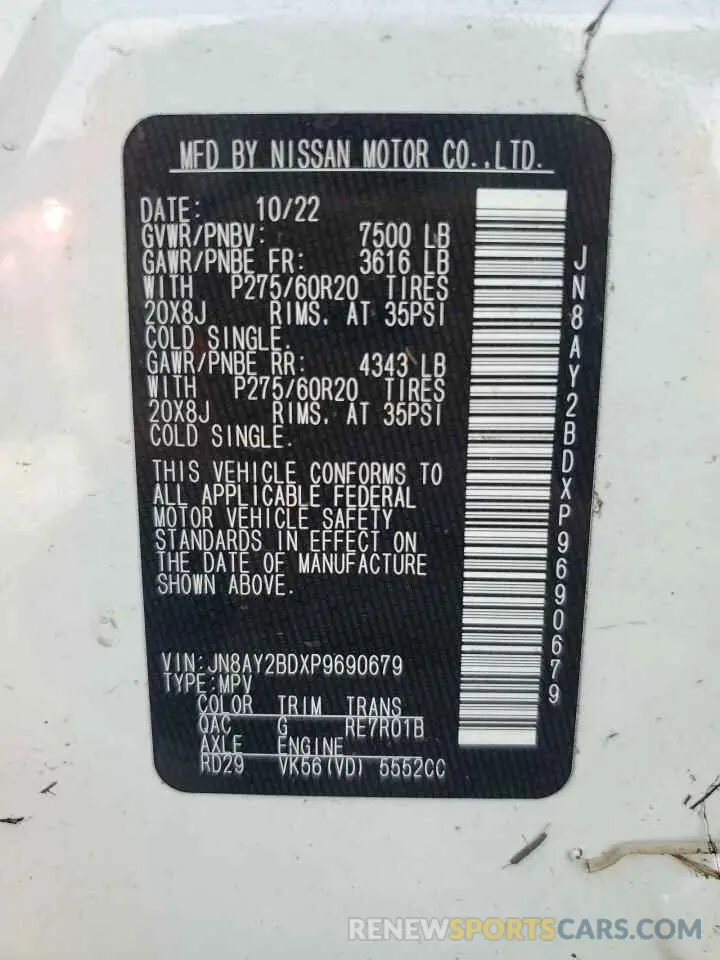 MFD BY NISSAN MOTOR CO.,LTD.
DATE: 10/22
GVWR/PNBV: 7500 LB
GAWR/PNBE FR: 3616 LB
WITH P275/60R20 TIRES
20X8J RIMS, AT 35PSI
COLD SINGLE.
GAWR/PNBE RR: 4343 LB
WITH P275/60R20 TIRES
20X8J RIMS, AT 35PSI
COLD SINGLE.
THIS VEHICLE CONFORMS TO
ALL APPLICABLE FEDERAL
MOTOR VEHICLE SAFETY
STANDARDS IN EFFECT ON
THE DATE OF MANUFACTURE
SHOWN ABOVE.
VIN:JN8AY2BDXP9690679
TYPE:MPV
COLOR TRIM TRANS
QAC G RE7R01B
AXLE ENGINE
RD29 VK56(VD) 5552CC
JN8AY2BDXP9690679
RENEWSPORTSCARS.COM